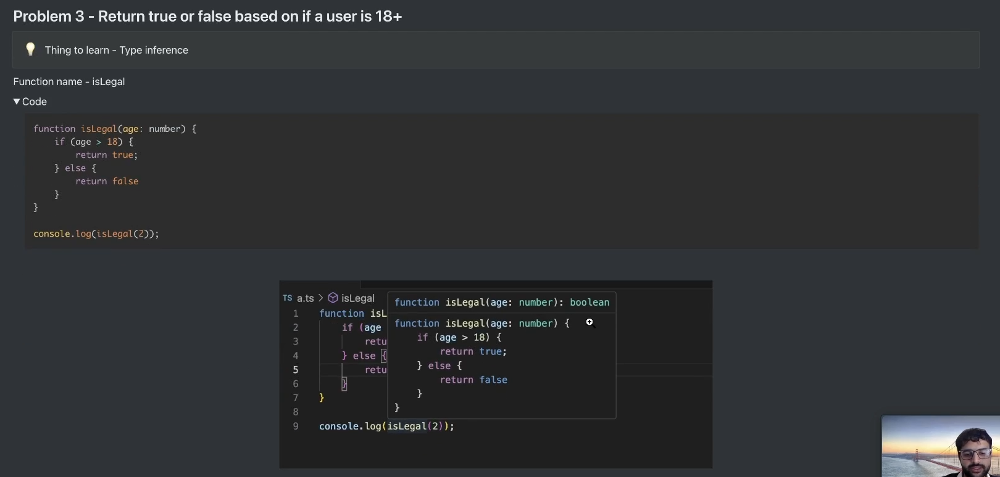 Problem 3 - Return true or false based on if a user is 18+
Thing to learn - Type inference
Function name - isLegal
▼ Code
function isLegal(age: number) {
    if (age > 18) {
        return true;
    } else {
        return false
    }
}
console.log(isLegal(2));
TS a.ts > isLegal
1 function isL
2     if (age
3         retu
4     } else {
5         retu
6     }
7 }
8
9 console.log(isLegal(2));
function isLegal(age: number): boolean
function isLegal(age: number) {
    if (age > 18) {
        return true;
    } else {
        return false
    }
}